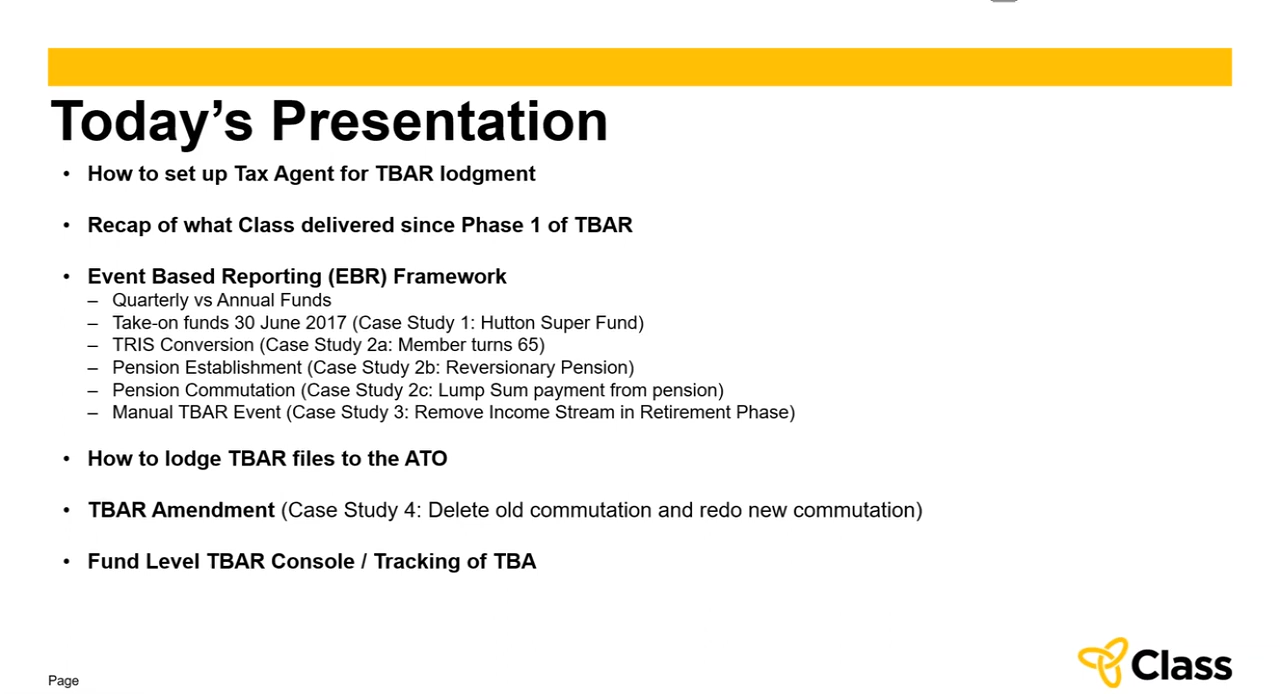 Today’s Presentation
• How to set up Tax Agent for TBAR lodgment
• Recap of what Class delivered since Phase 1 of TBAR
• Event Based Reporting (EBR) Framework
– Quarterly vs Annual Funds
– Take-on funds 30 June 2017 (Case Study 1: Hutton Super Fund)
– TRIS Conversion (Case Study 2a: Member turns 65)
– Pension Establishment (Case Study 2b: Reversionary Pension)
– Pension Commutation (Case Study 2c: Lump Sum payment from pension)
– Manual TBAR Event (Case Study 3: Remove Income Stream in Retirement Phase)
• How to lodge TBAR files to the ATO
• TBAR Amendment (Case Study 4: Delete old commutation and redo new commutation)
• Fund Level TBAR Console / Tracking of TBA
Class
Page